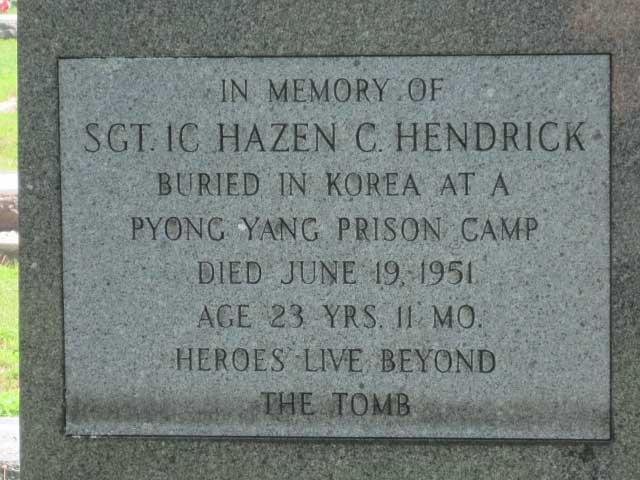 IN MEMORY OF
SGT. 1C HAZEN C. HENDRICK
BURIED IN KOREA AT A
PYONG YANG PRISON CAMP
DIED JUNE 19, 1951
AGE 23 YRS. 11 MO.
HEROES LIVE BEYOND
THE TOMB